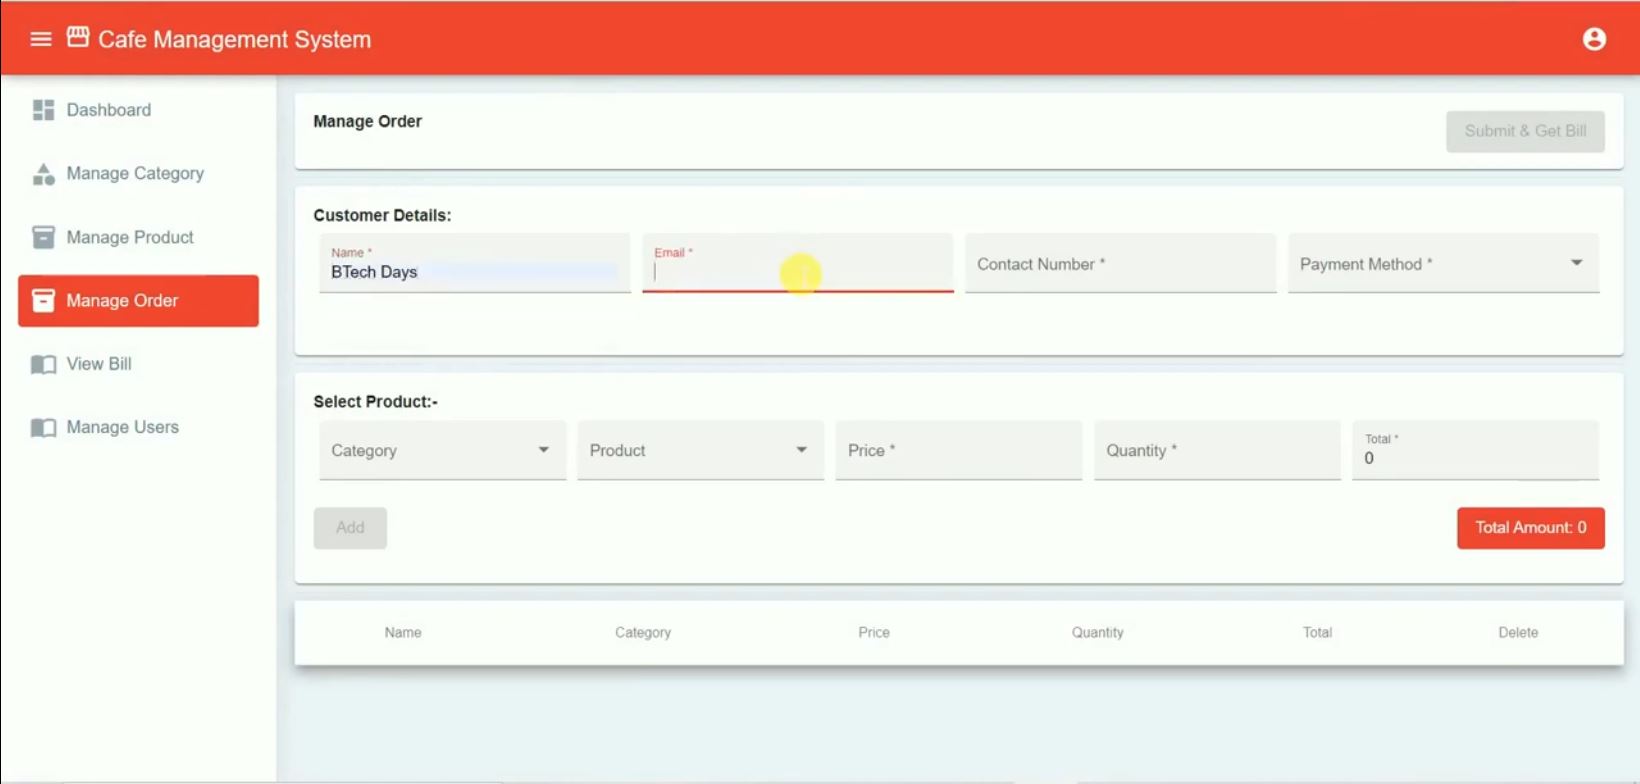 Cafe Management System
Dashboard
Manage Category
Manage Product
Manage Order
View Bill
Manage Users
Manage Order
Submit & Get Bill
Customer Details:
Name *
BTech Days
Email *
Contact Number *
Payment Method *
Select Product:-
Category
Product
Price *
Quantity *
Total *
0
Add
Total Amount: 0
Name Category Price Quantity Total Delete